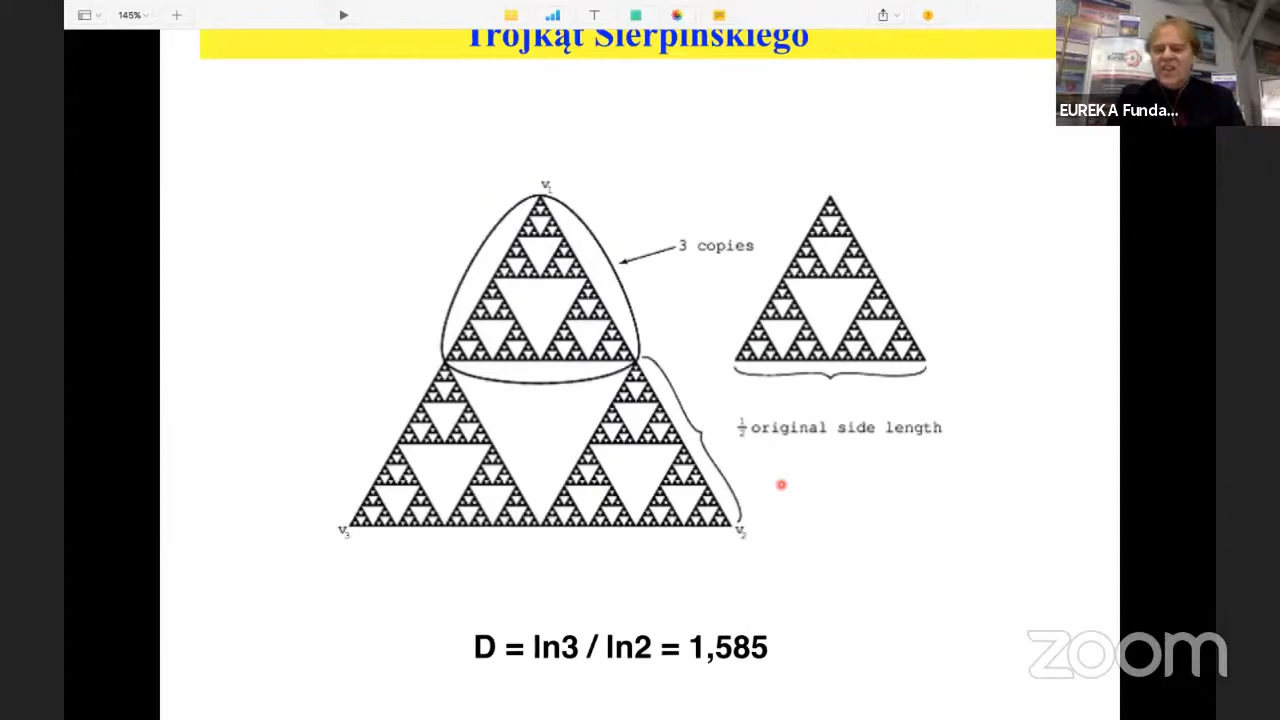 145%
Trójkąt Sierpińskiego
EUREKA Funda...
V1
3 copies
1/2 original side length
V3
V2
D = ln3 / ln2 = 1,585
zoom